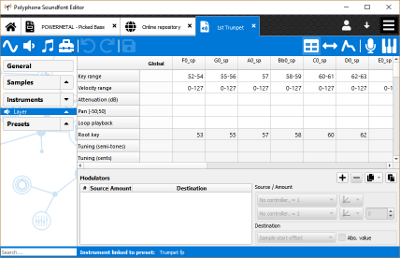 Polyphone SoundFont Editor
POWERMETAL - Picked Bass
Online repository
1st Trumpet
General
Samples
Instruments
Layer
Presets
Search...
Global F0_sp G0_sp A0_sp Bb0_sp C0_sp D0_sp E0_sp
Key range 52-54 55-56 57 58-59 60-61 62-63
Velocity range 0-127 0-127 0-127 0-127 0-127 0-127 0-127
Attenuation (dB)
Pan [-50;50]
Loop playback
Root key 53 55 57 58 60 62
Tuning (semi-tones)
Tuning (cents)
Modulators
# Source Amount Destination
Source / Amount
No controller... = 1
No controller... = 1 0
Destination
Sample start offset Abs. value
Instrument linked to preset: Trumpet fp